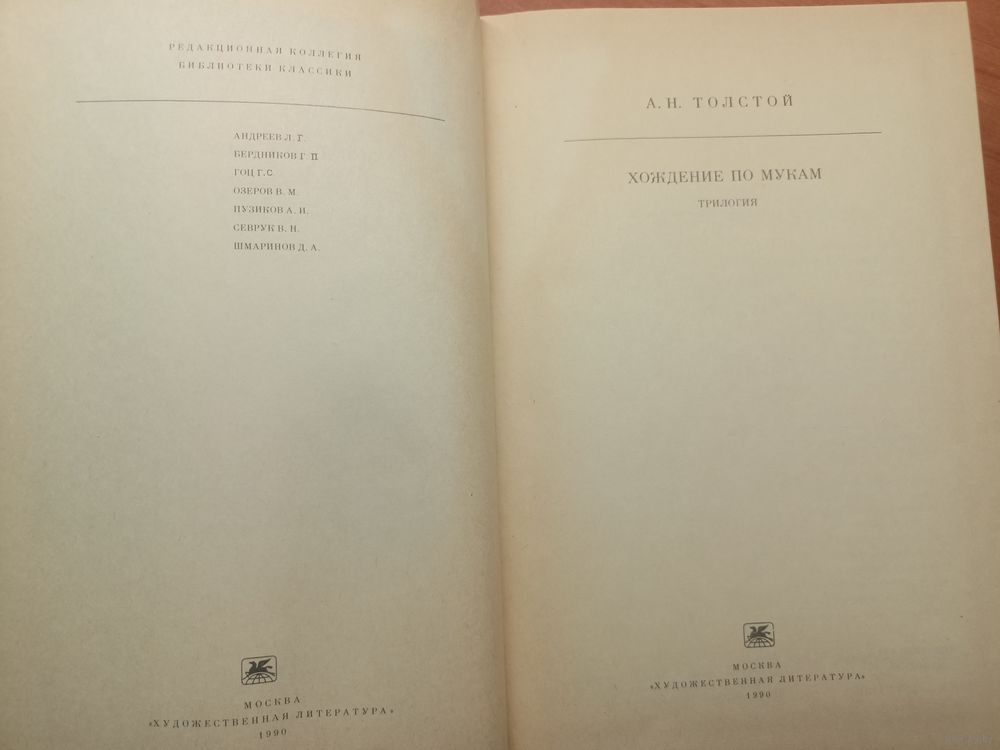 РЕДАКЦИОННАЯ КОЛЛЕГИЯ
БИБЛИОТЕКИ КЛАССИКИ
АНДРЕЕВ Л. Г.
БЕРДНИКОВ Г. П
ГОЦ Г. С.
ОЗЕРОВ В. М.
ПУЗИКОВ А. И.
СЕВРУК В. Н.
ШМАРИНОВ Д. А.
МОСКВА
«ХУДОЖЕСТВЕННАЯ ЛИТЕРАТУРА»
1990
А. Н. ТОЛСТОЙ
ХОЖДЕНИЕ ПО МУКАМ
ТРИЛОГИЯ
МОСКВА
«ХУДОЖЕСТВЕННАЯ ЛИТЕРАТУРА»
1990